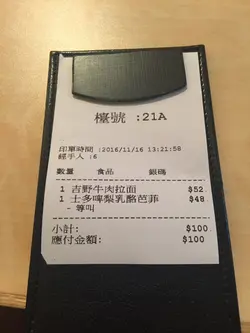 檯號 :21A
印單時間 :2016/11/16 13:21:58
經手人 :6
數量 食品 銀碼
1 吉野牛肉拉面 $52
1 士多啤梨乳酪芭菲 $48
- 等叫
小計: $100
應付金額: $100